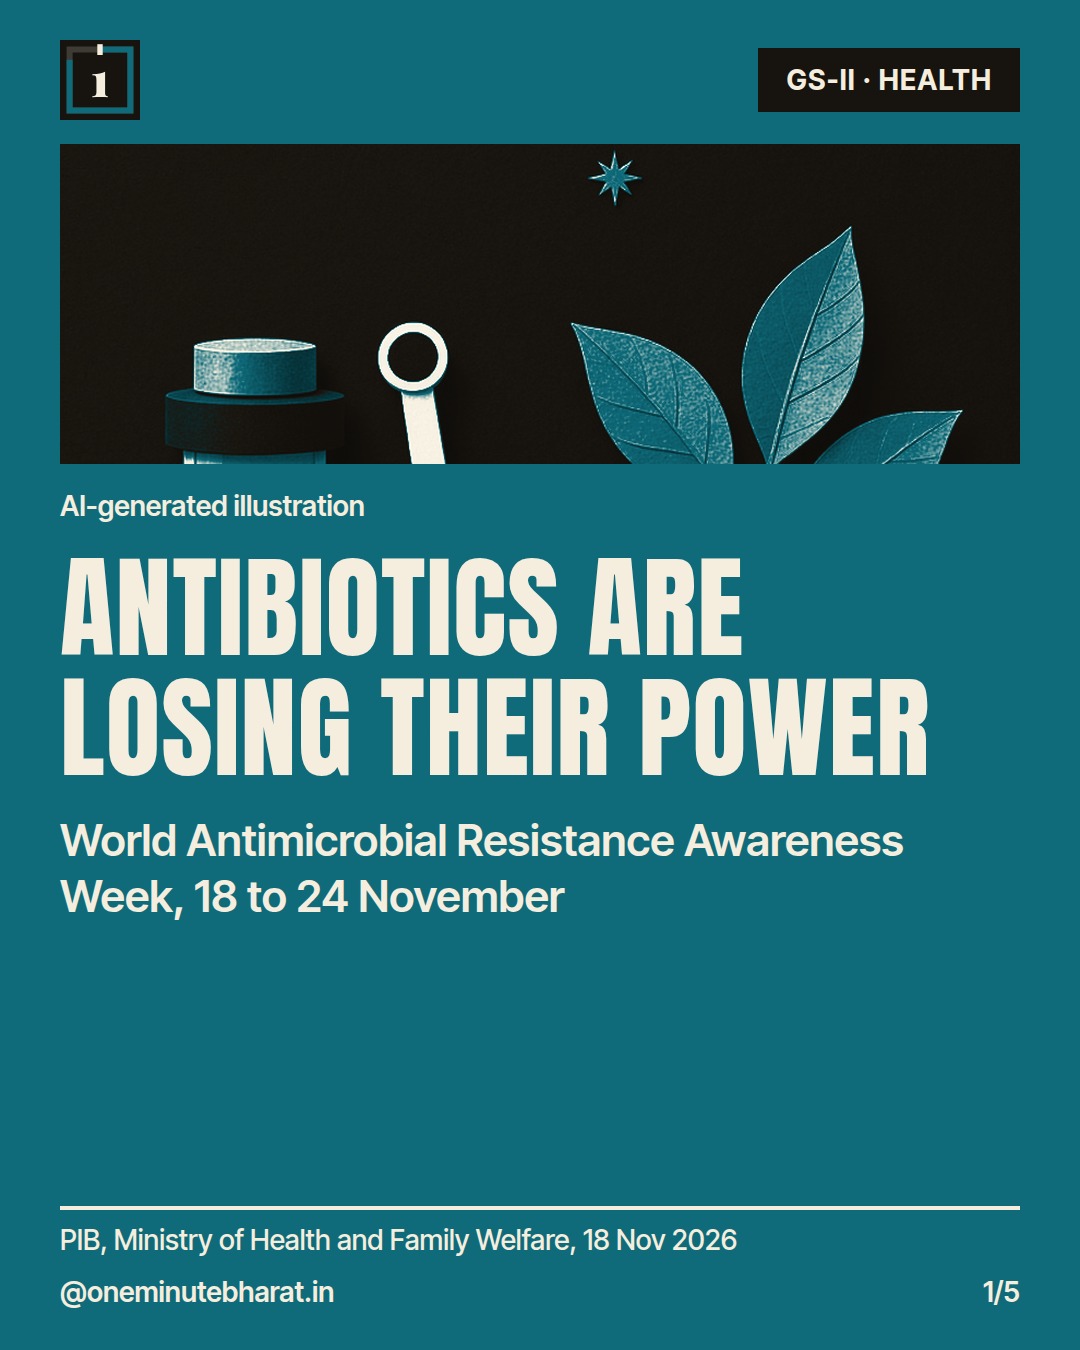 1
GS-II · HEALTH
AI-generated illustration
ANTIBIOTICS ARE
LOSING THEIR POWER
World Antimicrobial Resistance Awareness
Week, 18 to 24 November
PIB, Ministry of Health and Family Welfare, 18 Nov 2026
@oneminutebharat.in
1/5